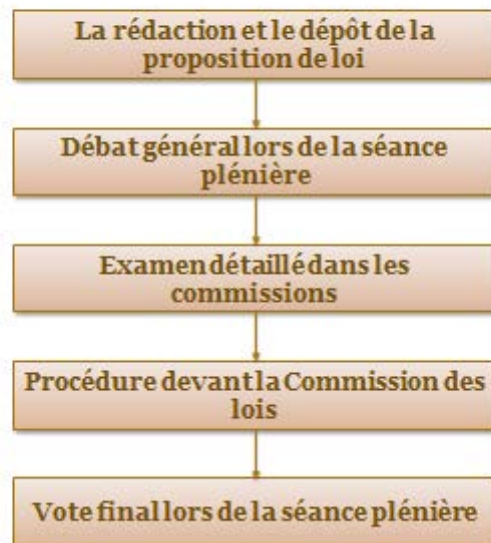 La rédaction et le dépôt de la
proposition de loi
Débat général lors de la séance
plénière
Examen détaillé dans les
commissions
Procédure devant la Commission des
lois
Vote final lors de la séance plénière